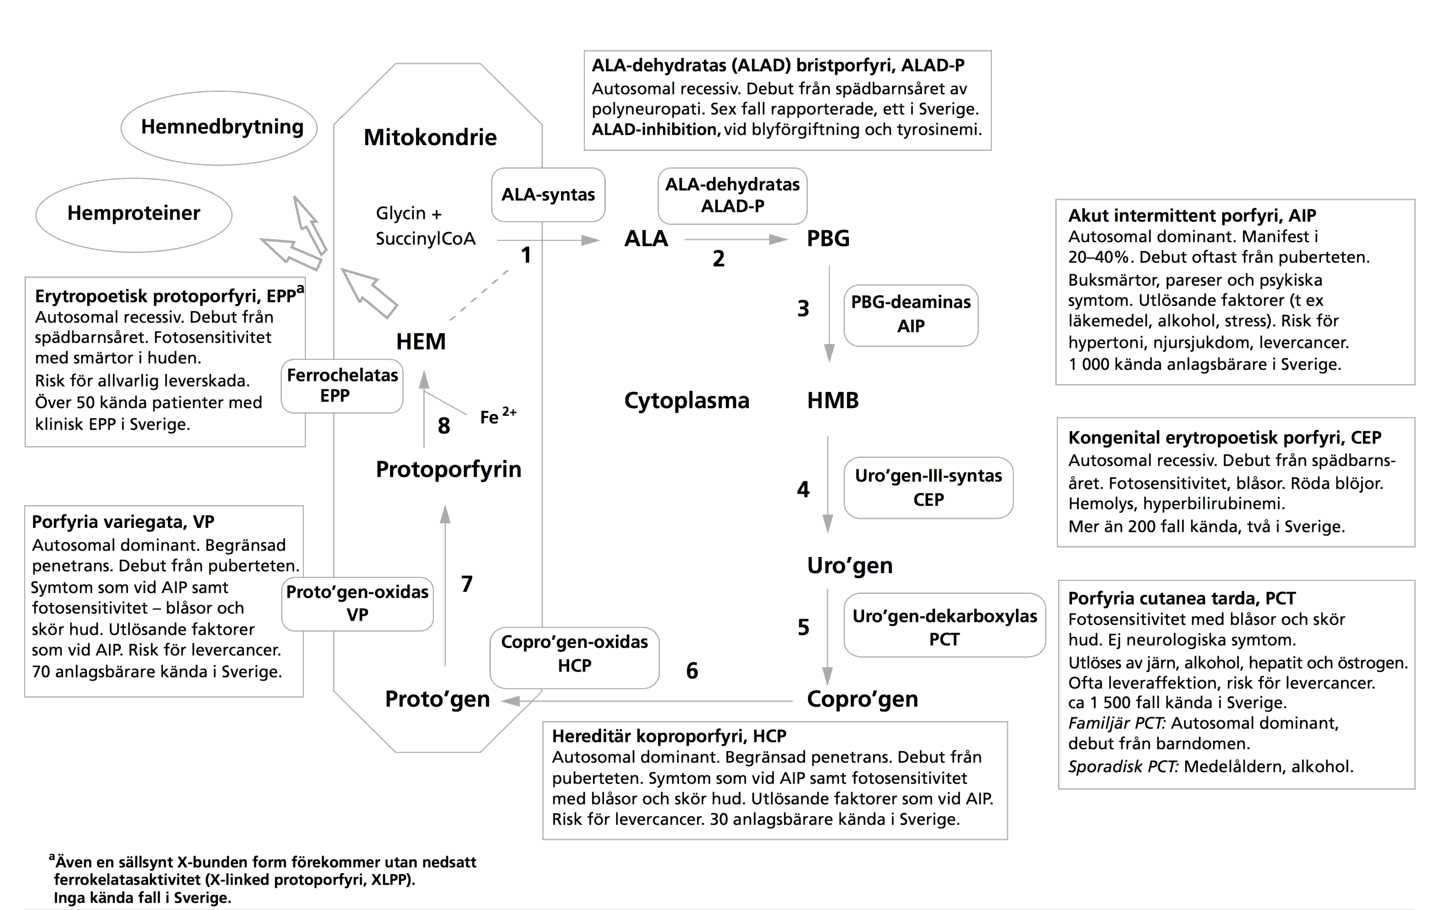 ALA-dehydratas (ALAD) bristporfyri, ALAD-P
Autosomal recessiv. Debut från spädbarnsåret av
polyneuropati. Sex fall rapporterade, ett i Sverige.
ALAD-inhibition, vid blyförgiftning och tyrosinemi.
Hemnedbrytning
Hemproteiner
Mitokondrie
Glycin +
SuccinylCoA
ALA-syntas
1
ALA
ALA-dehydratas
ALAD-P
2
PBG
3
PBG-deaminas
AIP
Akut intermittent porfyri, AIP
Autosomal dominant. Manifest i
20–40%. Debut oftast från puberteten.
Buksmärtor, pareser och psykiska
symtom. Utlösande faktorer (t ex
läkemedel, alkohol, stress). Risk för
hypertoni, njursjukdom, levercancer.
1 000 kända anlagsbärare i Sverige.
Erytropoetisk protoporfyri, EPPa
Autosomal recessiv. Debut från
spädbarnsåret. Fotosensitivitet
med smärtor i huden.
Risk för allvarlig leverskada.
Över 50 kända patienter med
klinisk EPP i Sverige.
HEM
Ferrochelatas
EPP
Fe 2+
8
Cytoplasma
HMB
Protoporfyrin
4
Uro’gen-III-syntas
CEP
Kongenital erytropoetisk porfyri, CEP
Autosomal recessiv. Debut från spädbarns-
året. Fotosensitivitet, blåsor. Röda blöjor.
Hemolys, hyperbilirubinemi.
Mer än 200 fall kända, två i Sverige.
Porfyria variegata, VP
Autosomal dominant. Begränsad
penetrans. Debut från puberteten.
Symtom som vid AIP samt
fotosensitivitet – blåsor och
skör hud. Utlösande faktorer
som vid AIP. Risk för levercancer.
70 anlagsbärare kända i Sverige.
Proto’gen-oxidas
VP
7
Uro’gen
5
Uro’gen-dekarboxylas
PCT
Porfyria cutanea tarda, PCT
Fotosensitivitet med blåsor och skör
hud. Ej neurologiska symtom.
Utlöses av järn, alkohol, hepatit och östrogen.
Ofta leveraffektion, risk för levercancer.
ca 1 500 fall kända i Sverige.
Familjär PCT: Autosomal dominant,
debut från barndomen.
Sporadisk PCT: Medelåldern, alkohol.
Copro’gen-oxidas
HCP
6
Proto’gen
Copro’gen
Hereditär koproporfyri, HCP
Autosomal dominant. Begränsad penetrans. Debut från
puberteten. Symtom som vid AIP samt fotosensitivitet
med blåsor och skör hud. Utlösande faktorer som vid AIP.
Risk för levercancer. 30 anlagsbärare kända i Sverige.
aÄven en sällsynt X-bunden form förekommer utan nedsatt
ferrokelatasaktivitet (X-linked protoporfyri, XLPP).
Inga kända fall i Sverige.